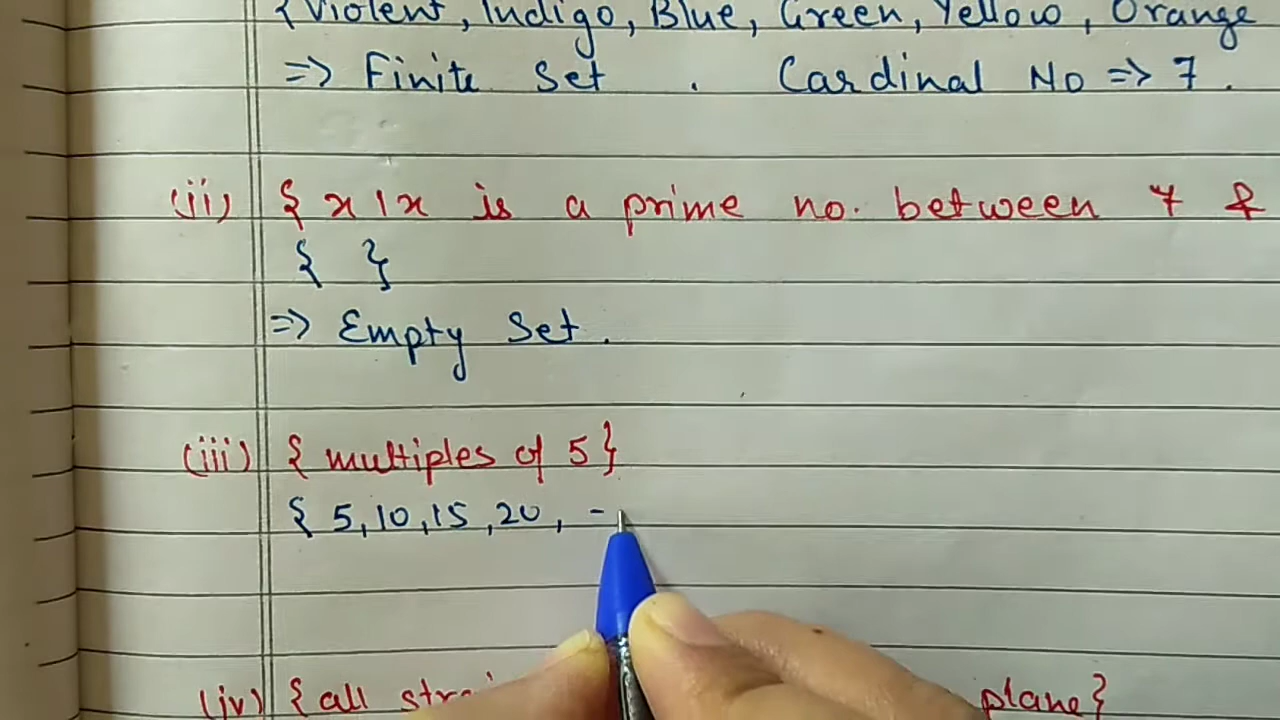 {Violent, Indigo, Blue, Green, Yellow, Orange
=> Finite Set . Cardinal No => 7 .
(ii) { x | x is a prime no. between 7 &
{ }
=> Empty Set.
(iii) { multiples of 5 }
{ 5, 10, 15, 20, -
(iv) {all plane}